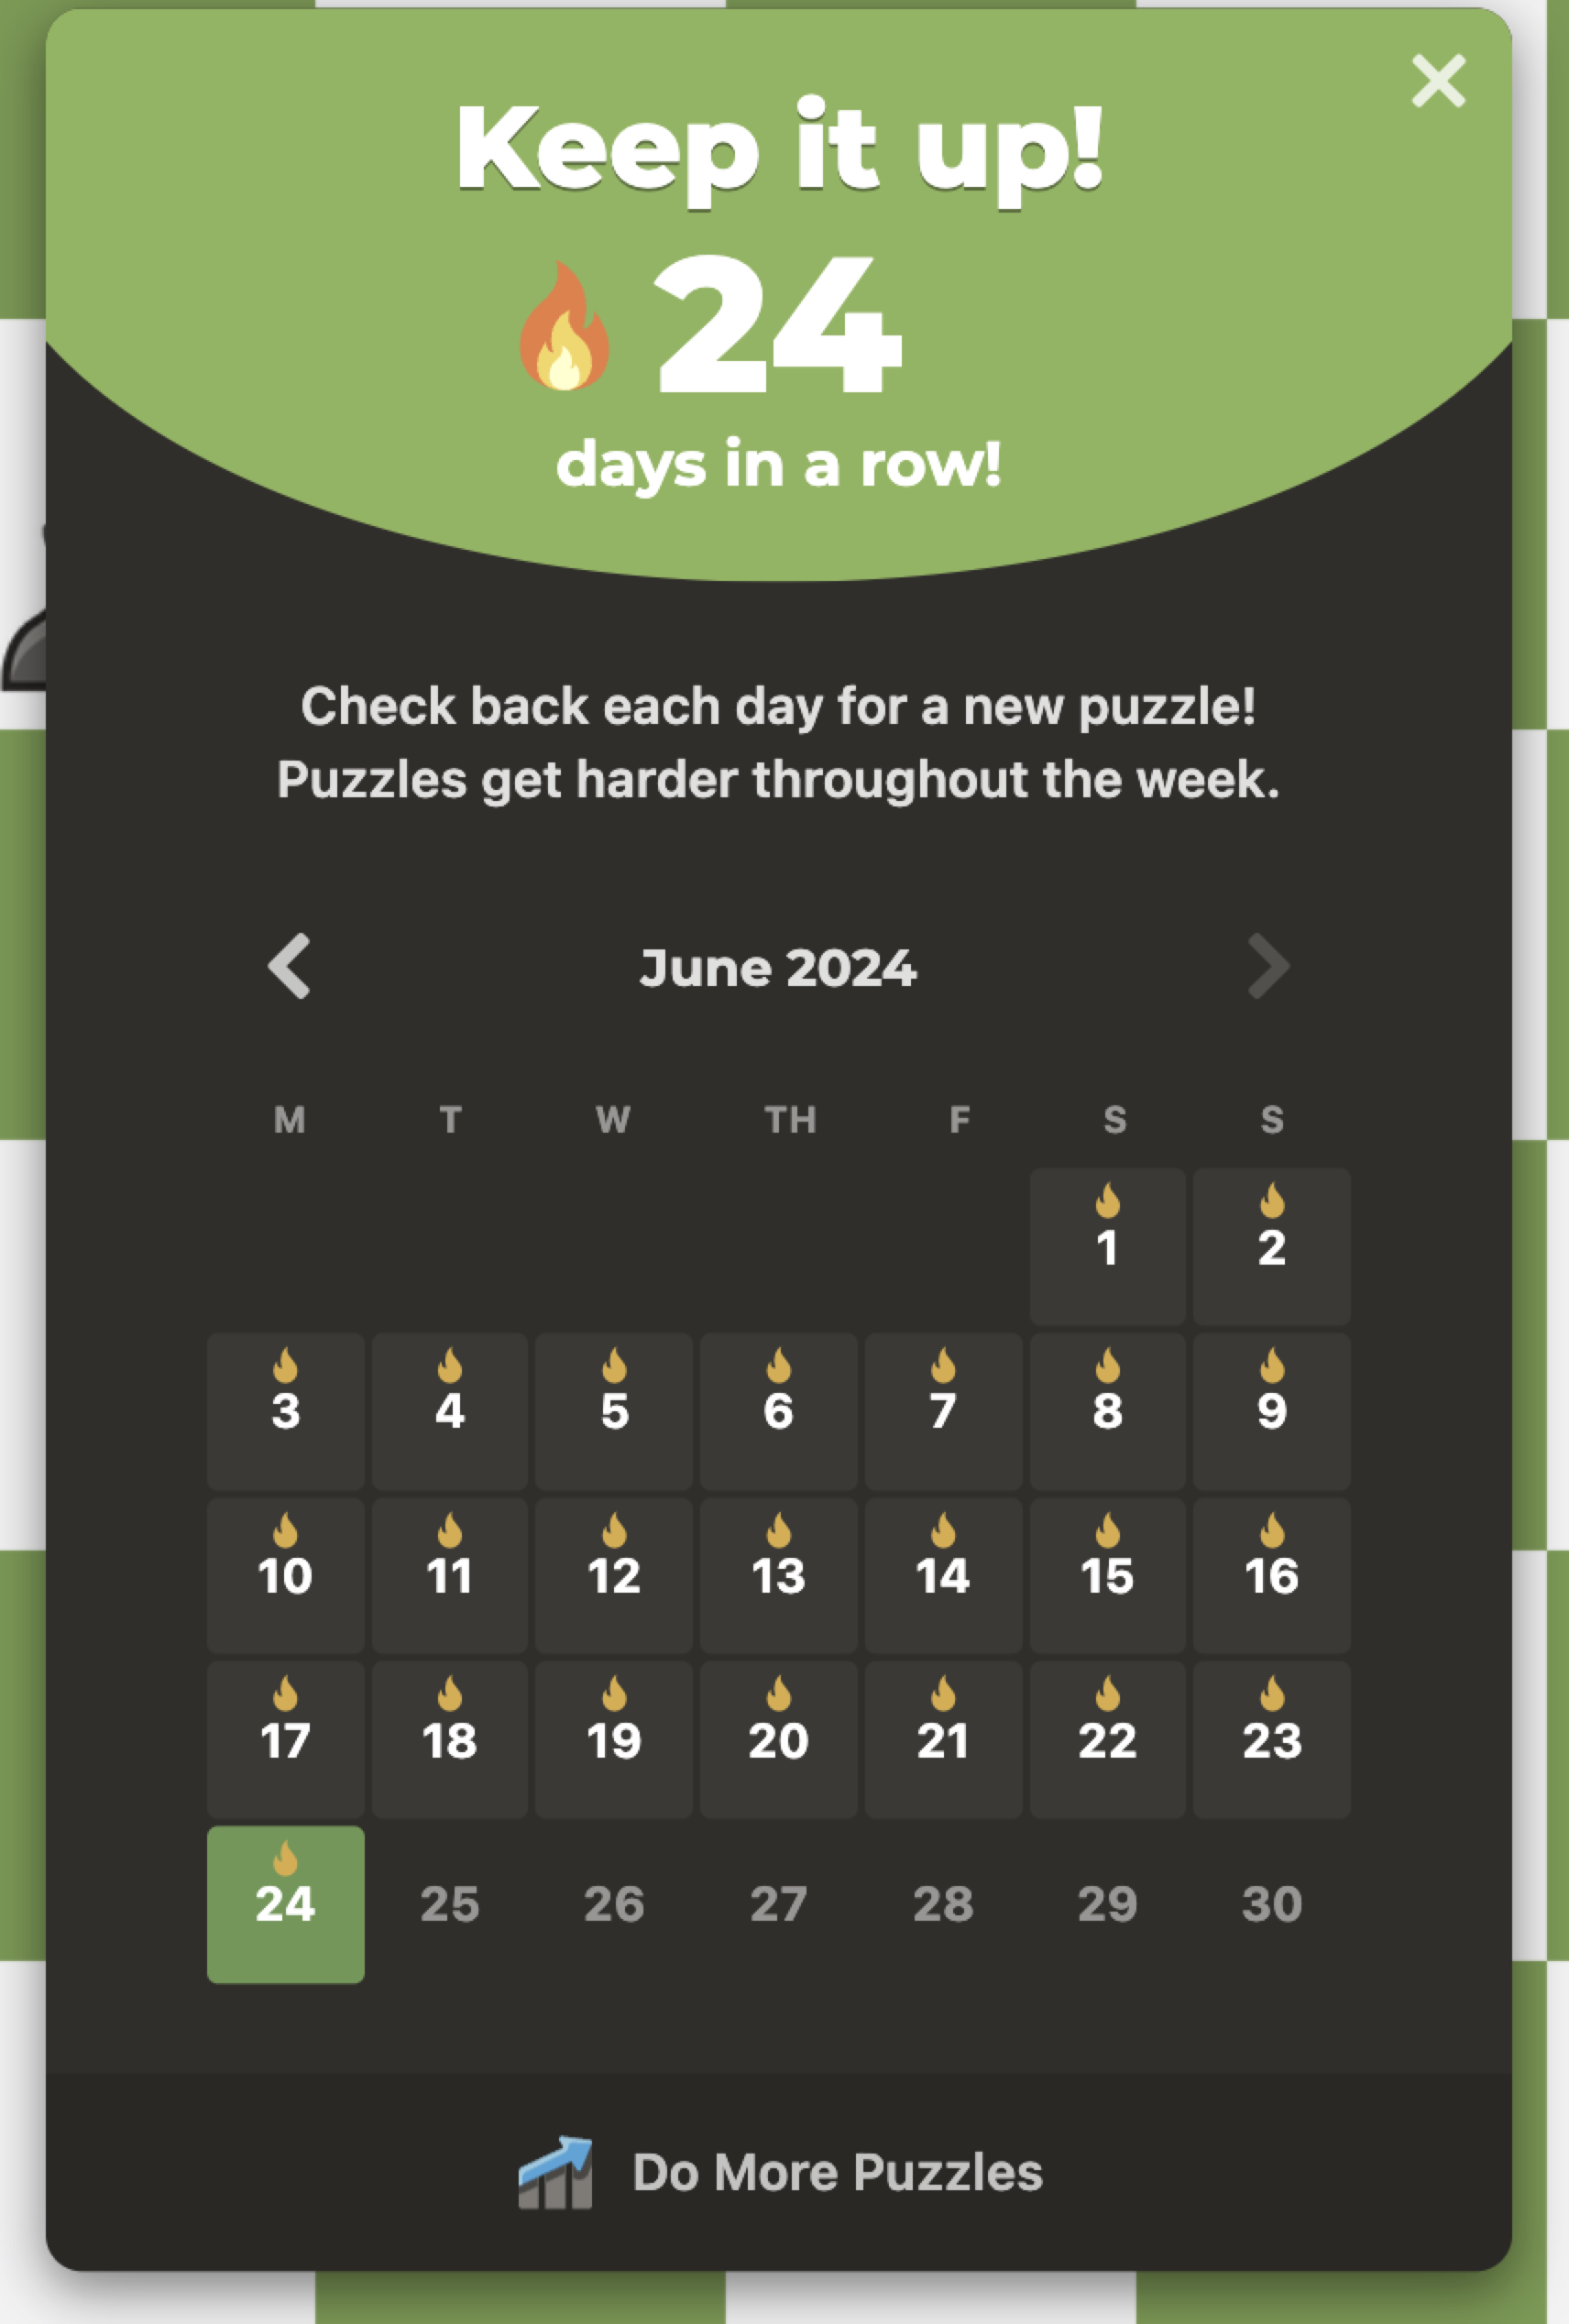 Keep it up!
24
days in a row!
Check back each day for a new puzzle!
Puzzles get harder throughout the week.
June 2024
M T W TH F S S
1 2
3 4 5 6 7 8 9
10 11 12 13 14 15 16
17 18 19 20 21 22 23
24 25 26 27 28 29 30
Do More Puzzles